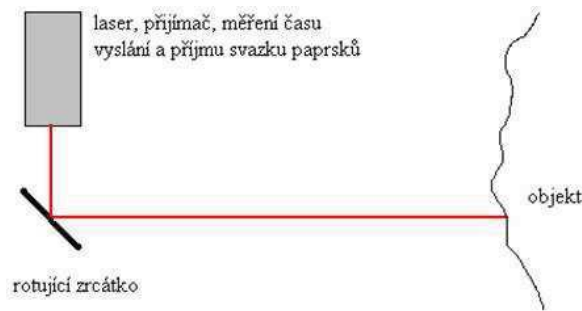 laser, přijímač, měření času
vyslání a příjmu svazku paprsků
objekt
rotující zrcátko